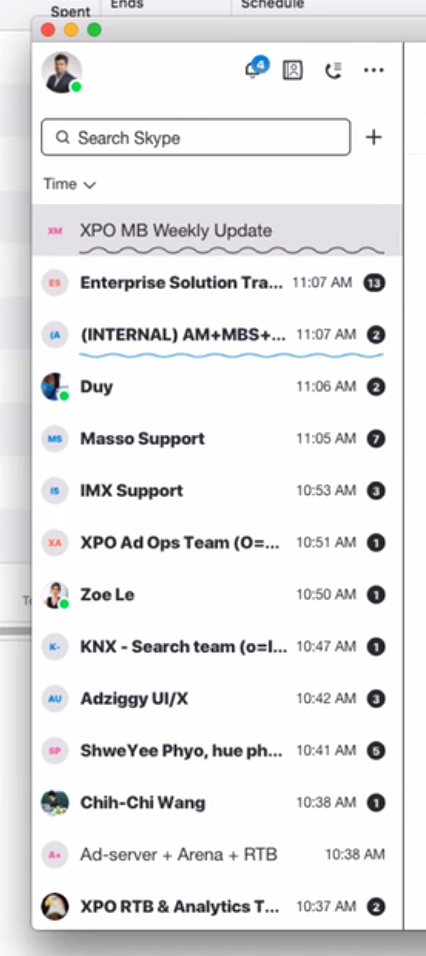 Spent
Ends
Schedule
4
Search Skype
Time
XM XPO MB Weekly Update
ES Enterprise Solution Tra... 11:07 AM 13
(A (INTERNAL) AM+MBS+... 11:07 AM 2
Duy 11:06 AM 2
MS Masso Support 11:05 AM 7
IS IMX Support 10:53 AM 3
XA XPO Ad Ops Team (O=... 10:51 AM 1
Zoe Le 10:50 AM 1
K- KNX - Search team (o=I... 10:47 AM 1
AU Adziggy UI/X 10:42 AM 3
SP ShweYee Phyo, hue ph... 10:41 AM 5
Chih-Chi Wang 10:38 AM 1
A+ Ad-server + Arena + RTB 10:38 AM
XPO RTB & Analytics T... 10:37 AM 2